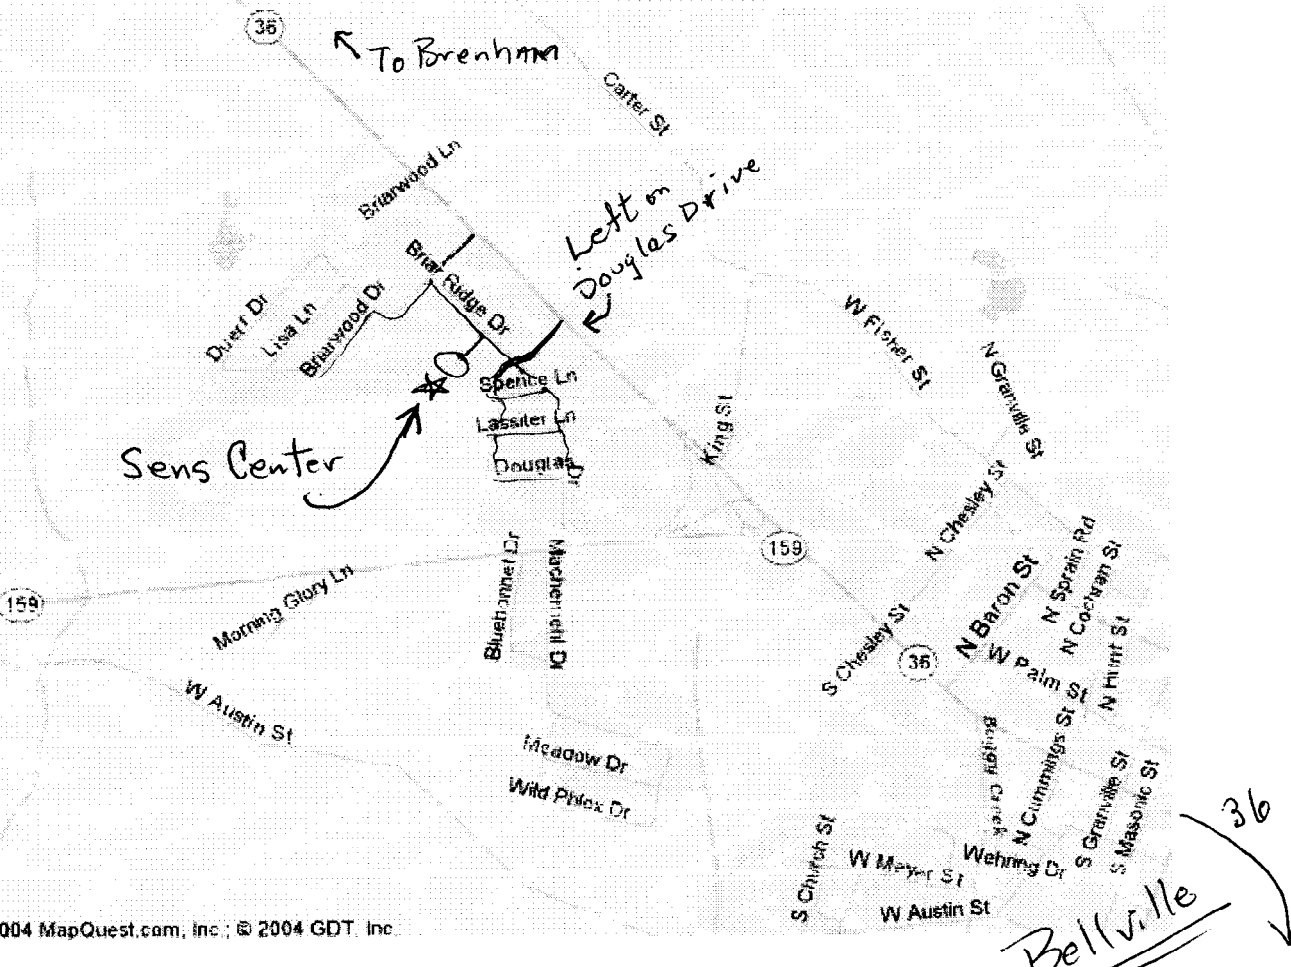 36
To Brenham
Carter St
Briarwood Ln
Left on
Douglas Drive
Briar Ridge Dr
Duert Dr
Lisa Ln
Briarwood Dr
W Fisher St
N Granville St
Spence Ln
Lassiter Ln
Douglas Dr
King St
Sens Center
N Chesley St
159
159
Morning Glory Ln
Bluebonnet Dr
Machemehl Dr
N Baron St
N Sprain Rd
N Cochran St
N Hunt St
S Chesley St
36
W Palm St
W Austin St
Meadow Dr
Wild Phlox Dr
N Cummings St
S Granville St
S Masonic St
36
S Church St
W Meyer St
Wehring Dr
W Austin St
Bellville
004 MapQuest.com, Inc.; © 2004 GDT, Inc.